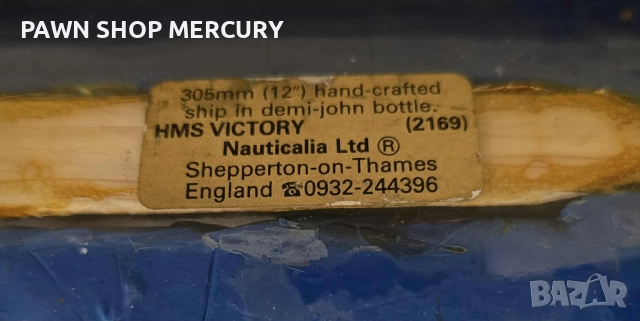 PAWN SHOP MERCURY
305mm (12") hand-crafted
ship in demi-john bottle.
HMS VICTORY (2169)
Nauticalia Ltd ®
Shepperton-on-Thames
England ☎0932-244396
BAZAR